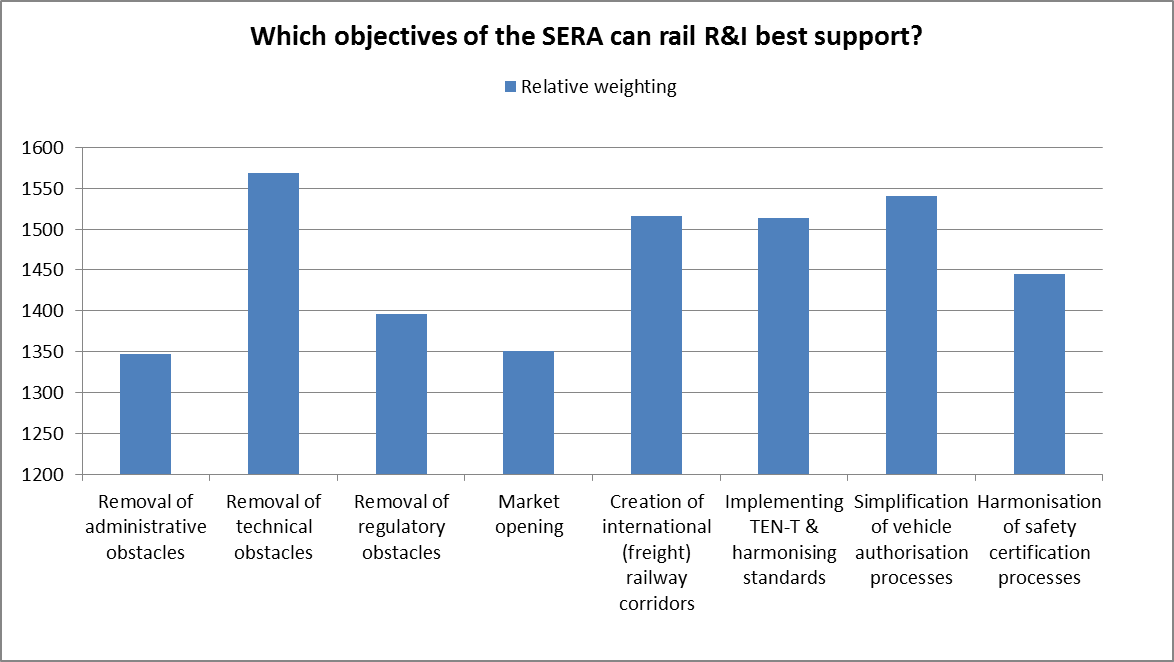 Which objectives of the SERA can rail R&I best support?
Relative weighting
1600
1550
1500
1450
1400
1350
1300
1250
1200
Removal of
administrative
obstacles
Removal of
technical
obstacles
Removal of
regulatory
obstacles
Market
opening
Creation of
international
(freight)
railway
corridors
Implementing
TEN-T &
harmonising
standards
Simplification
of vehicle
authorisation
processes
Harmonisation
of safety
certification
processes